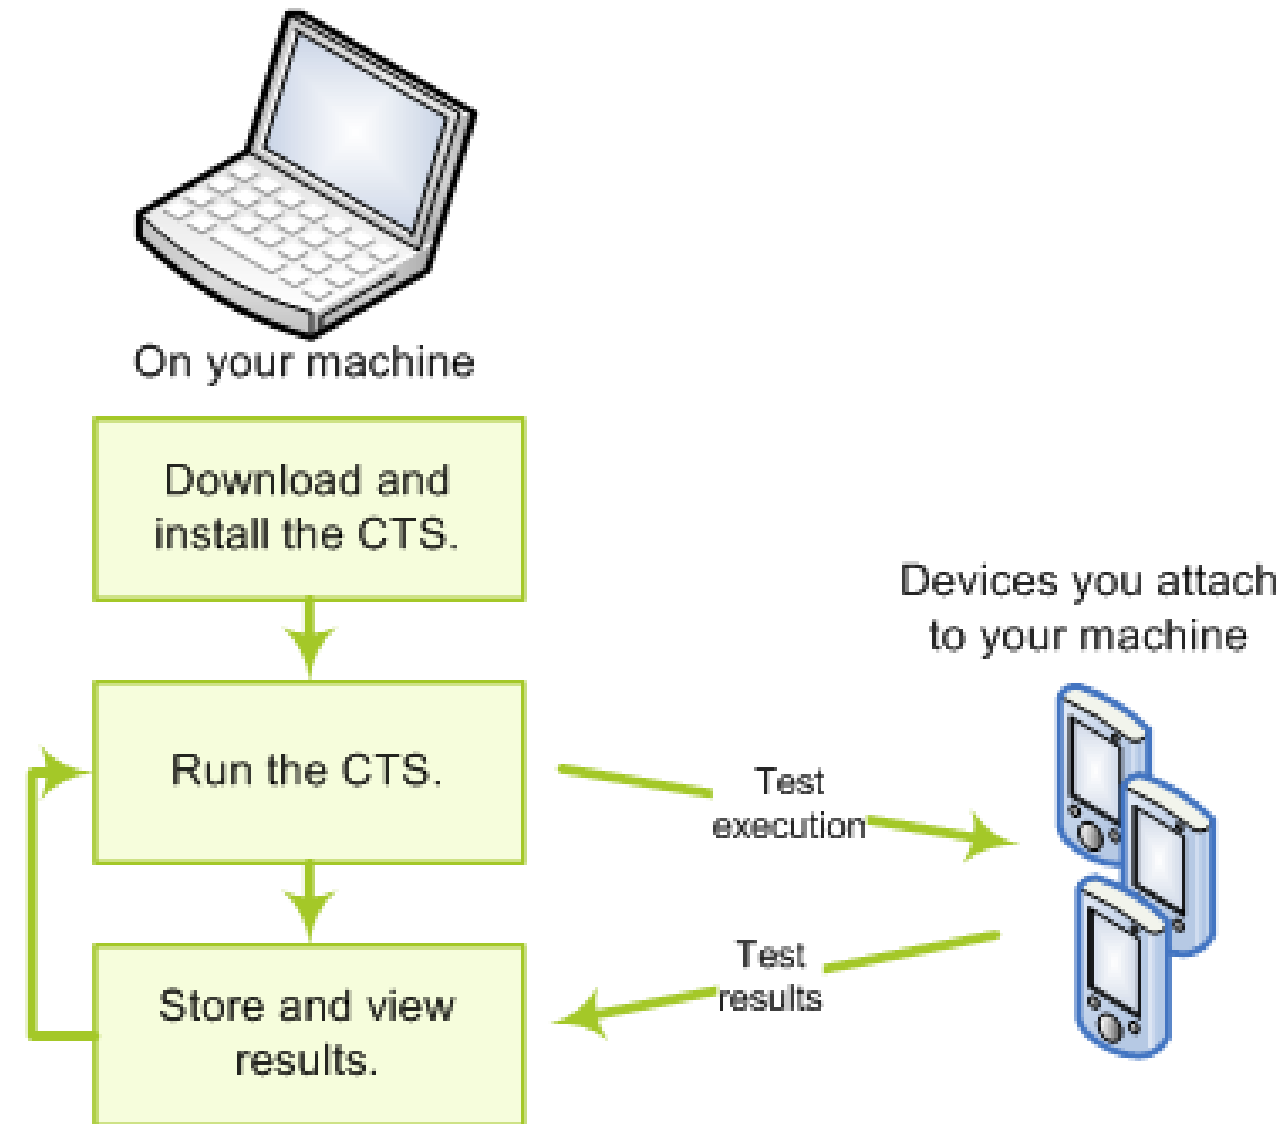 On your machine
Download and
install the CTS.
Devices you attach
to your machine
Run the CTS.
Test
execution
Test
results
Store and view
results.